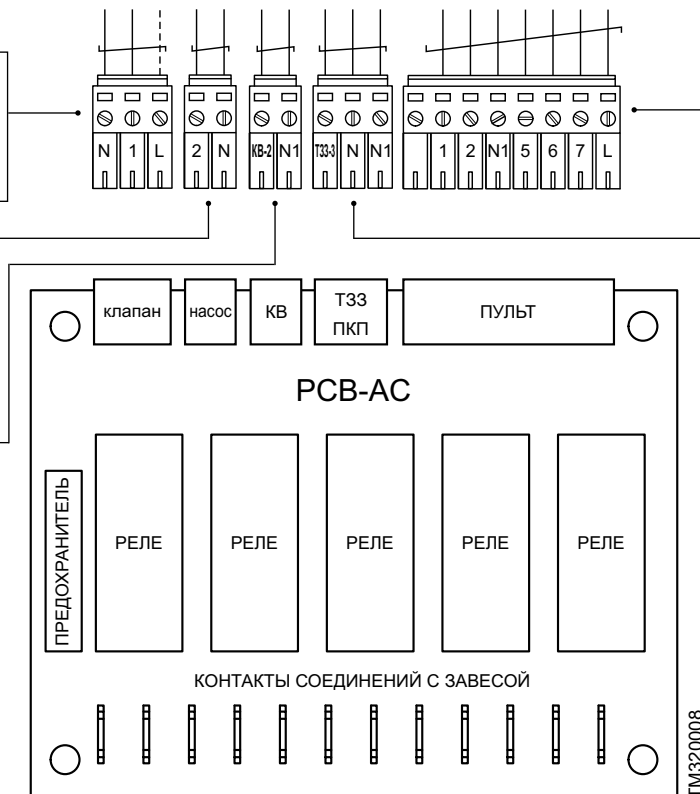 N 1 L 2 N КВ-2 N1 ТЗЗ-3 N N1 1 2 N1 5 6 7 L
клапан насос КВ ТЗЗ ПКП ПУЛЬТ
PCB-AC
ПРЕДОХРАНИТЕЛЬ
РЕЛЕ РЕЛЕ РЕЛЕ РЕЛЕ РЕЛЕ
КОНТАКТЫ СОЕДИНЕНИЙ С ЗАВЕСОЙ
TM320008